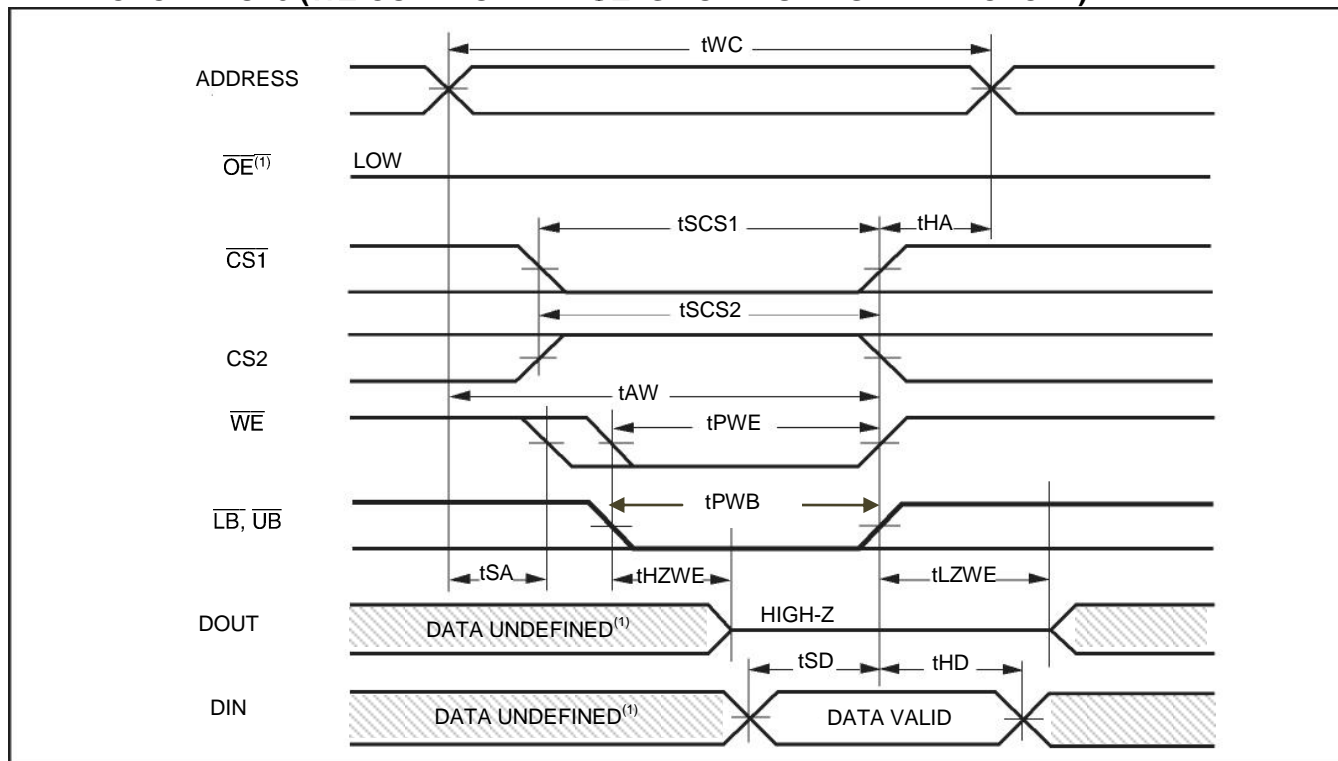 tWC
ADDRESS
OE(1)
LOW
tSCS1
tHA
CS1
tSCS2
CS2
tAW
WE
tPWE
tPWB
LB, UB
tSA
tHZWE
tLZWE
DOUT
DATA UNDEFINED(1)
HIGH-Z
tSD
tHD
DIN
DATA UNDEFINED(1)
DATA VALID